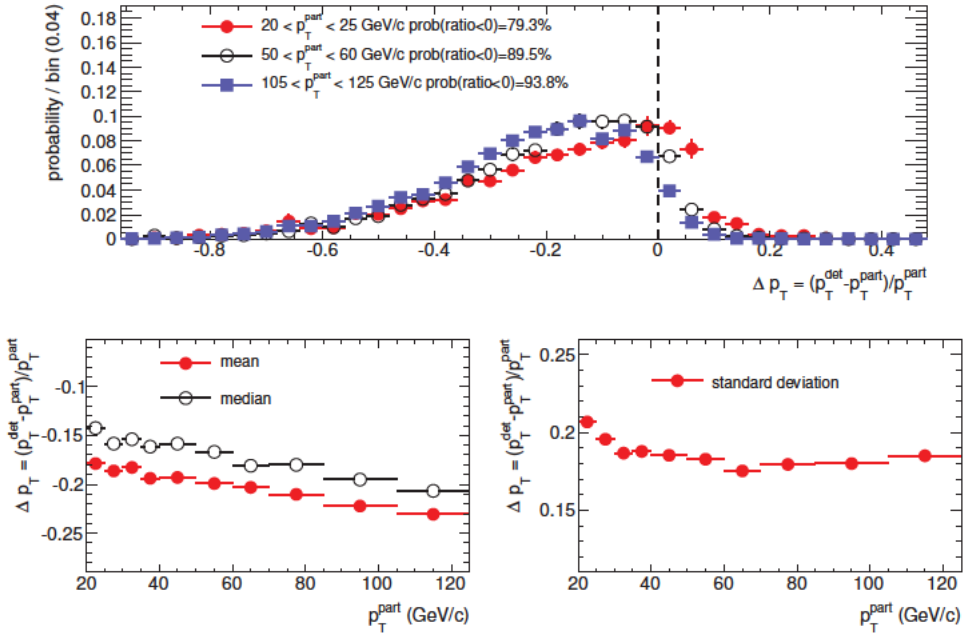 probability / bin (0.04)
0.18
0.16
0.14
0.12
0.1
0.08
0.06
0.04
0.02
0
20 < p_T^part < 25 GeV/c prob(ratio<0)=79.3%
50 < p_T^part < 60 GeV/c prob(ratio<0)=89.5%
105 < p_T^part < 125 GeV/c prob(ratio<0)=93.8%
-0.8 -0.6 -0.4 -0.2 0 0.2 0.4
Δ p_T = (p_T^det-p_T^part)/p_T^part
Δ p_T = (p_T^det-p_T^part)/p_T^part
-0.1
-0.15
-0.2
-0.25
mean
median
20 40 60 80 100 120
p_T^part (GeV/c)
Δ p_T = (p_T^det-p_T^part)/p_T^part
0.25
0.2
0.15
standard deviation
20 40 60 80 100 120
p_T^part (GeV/c)